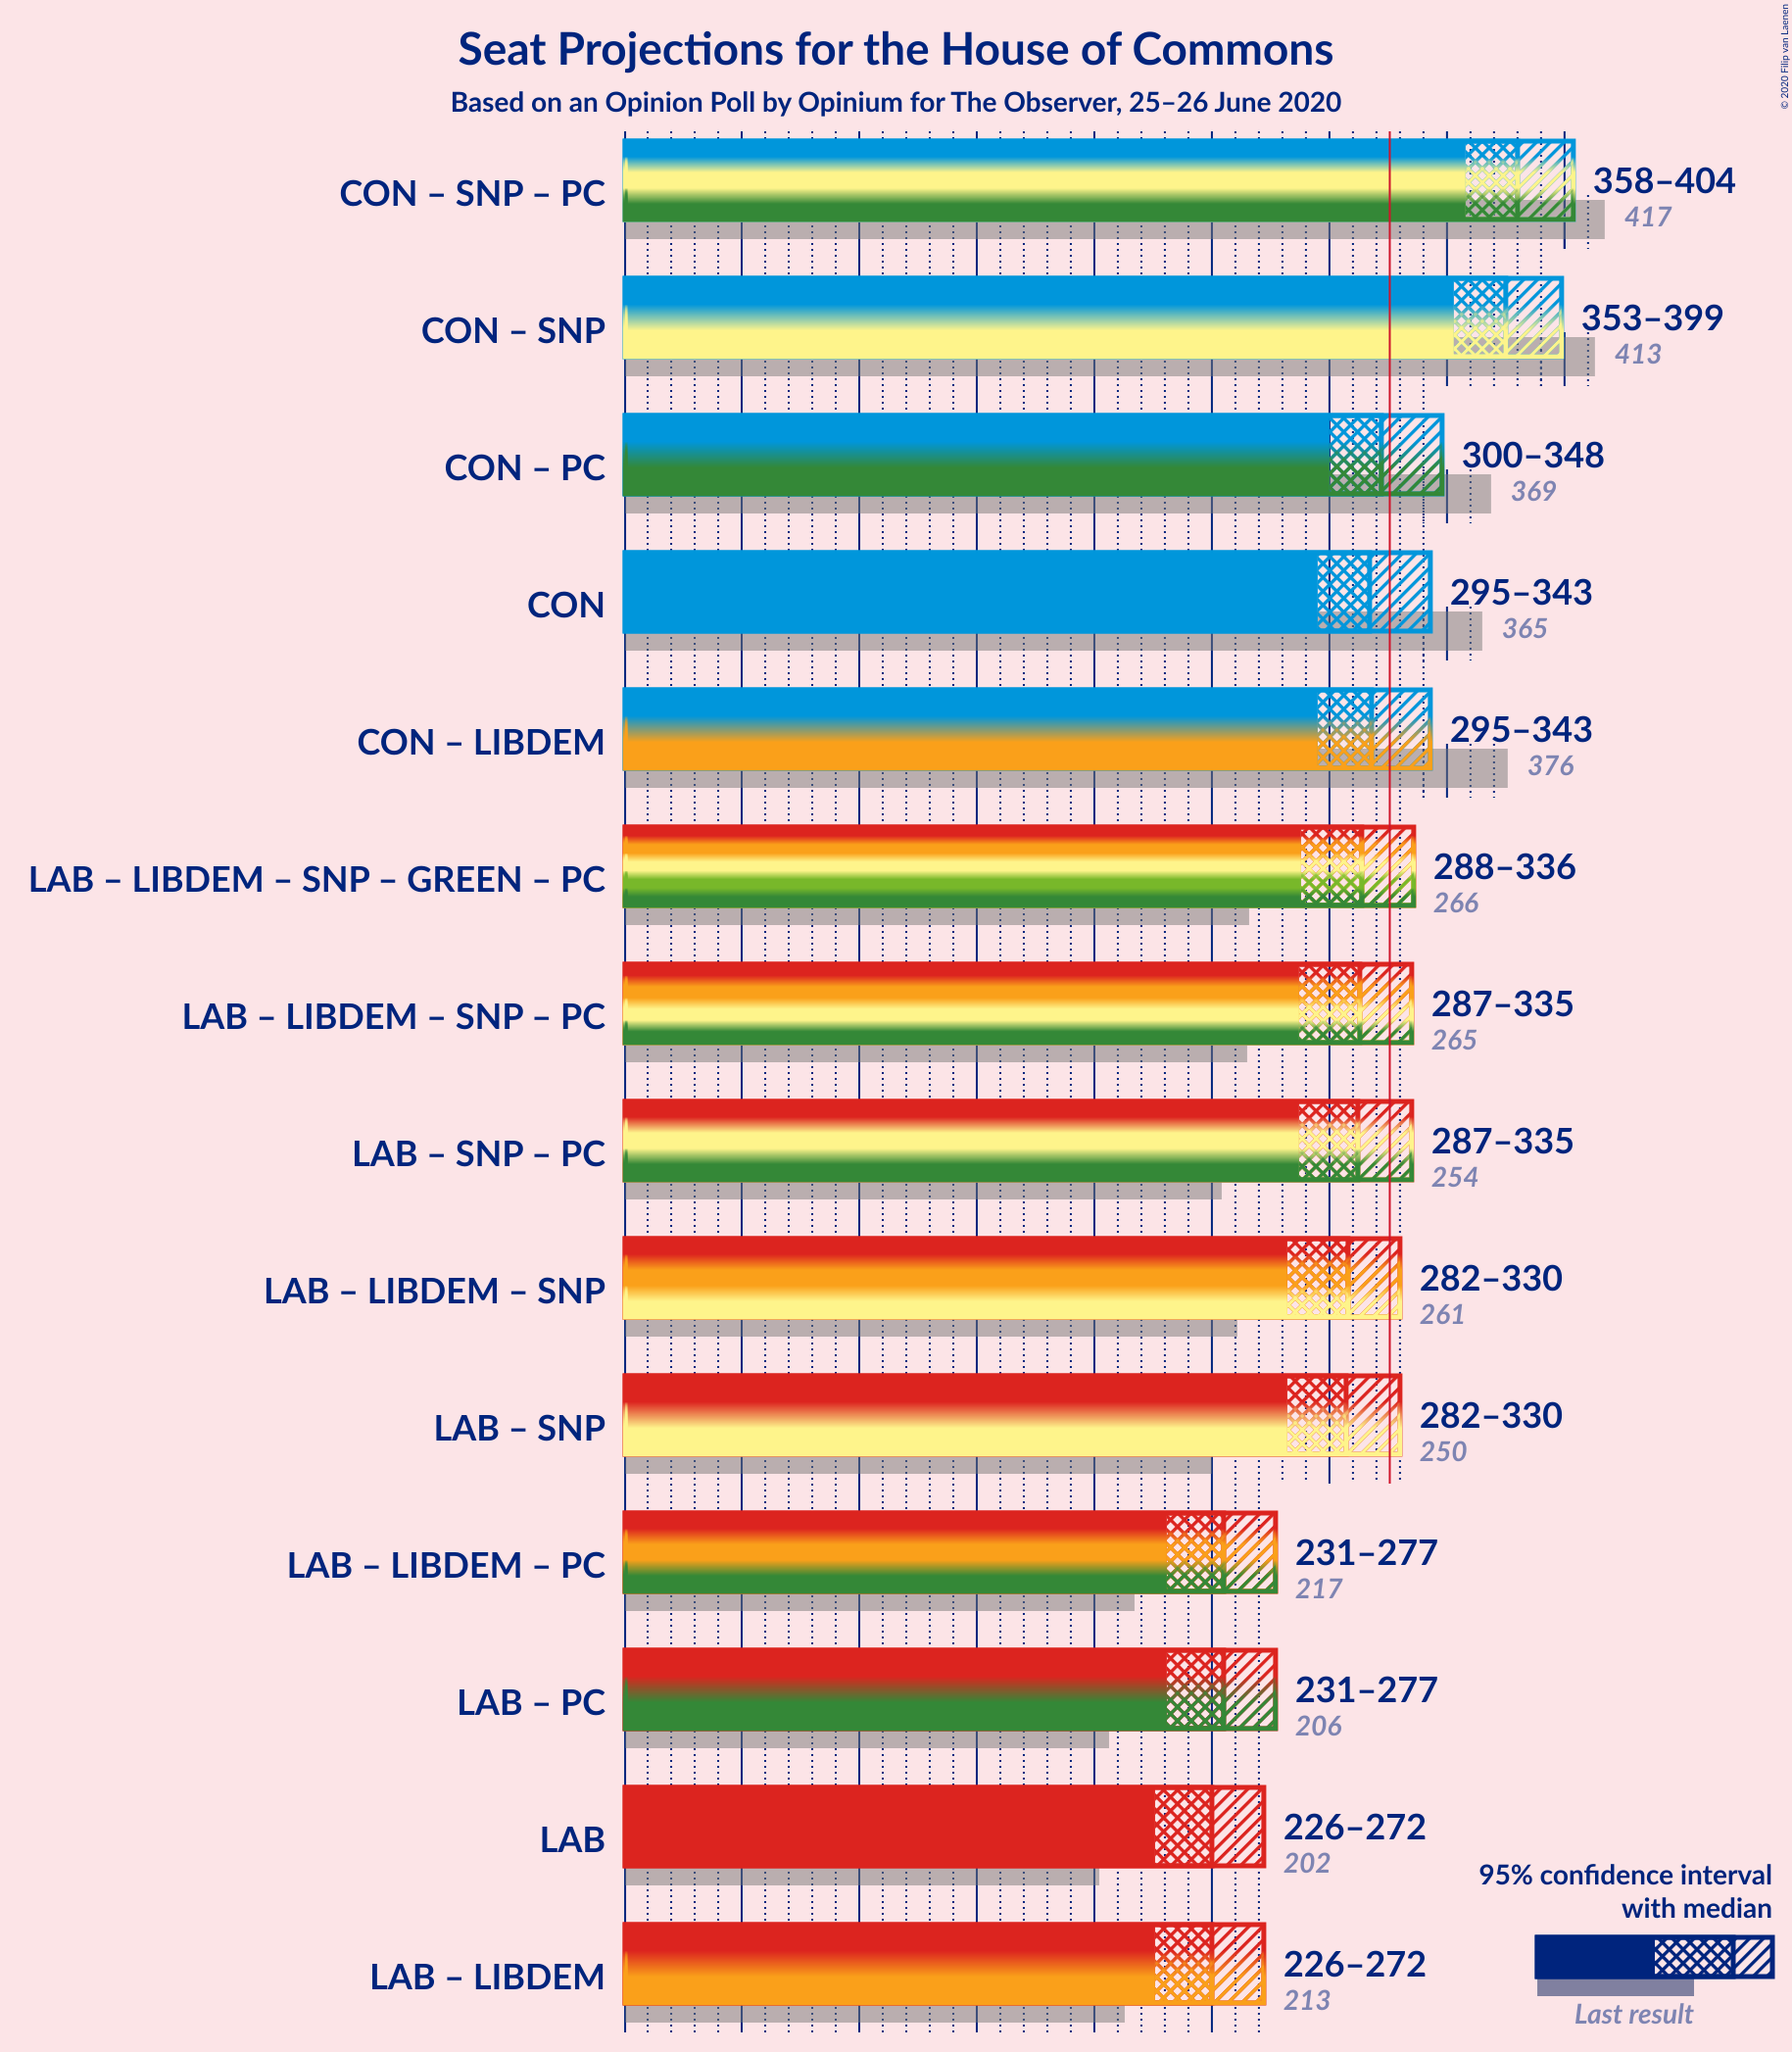 Seat Projections for the House of Commons
Based on an Opinion Poll by Opinium for The Observer, 25–26 June 2020
© 2020 Filip van Laenen
CON – SNP – PC
358–404
417
CON – SNP
353–399
413
CON – PC
300–348
369
CON
295–343
365
CON – LIBDEM
295–343
376
LAB – LIBDEM – SNP – GREEN – PC
288–336
266
LAB – LIBDEM – SNP – PC
287–335
265
LAB – SNP – PC
287–335
254
LAB – LIBDEM – SNP
282–330
261
LAB – SNP
282–330
250
LAB – LIBDEM – PC
231–277
217
LAB – PC
231–277
206
LAB
226–272
202
LAB – LIBDEM
226–272
213
95% confidence interval
with median
Last result